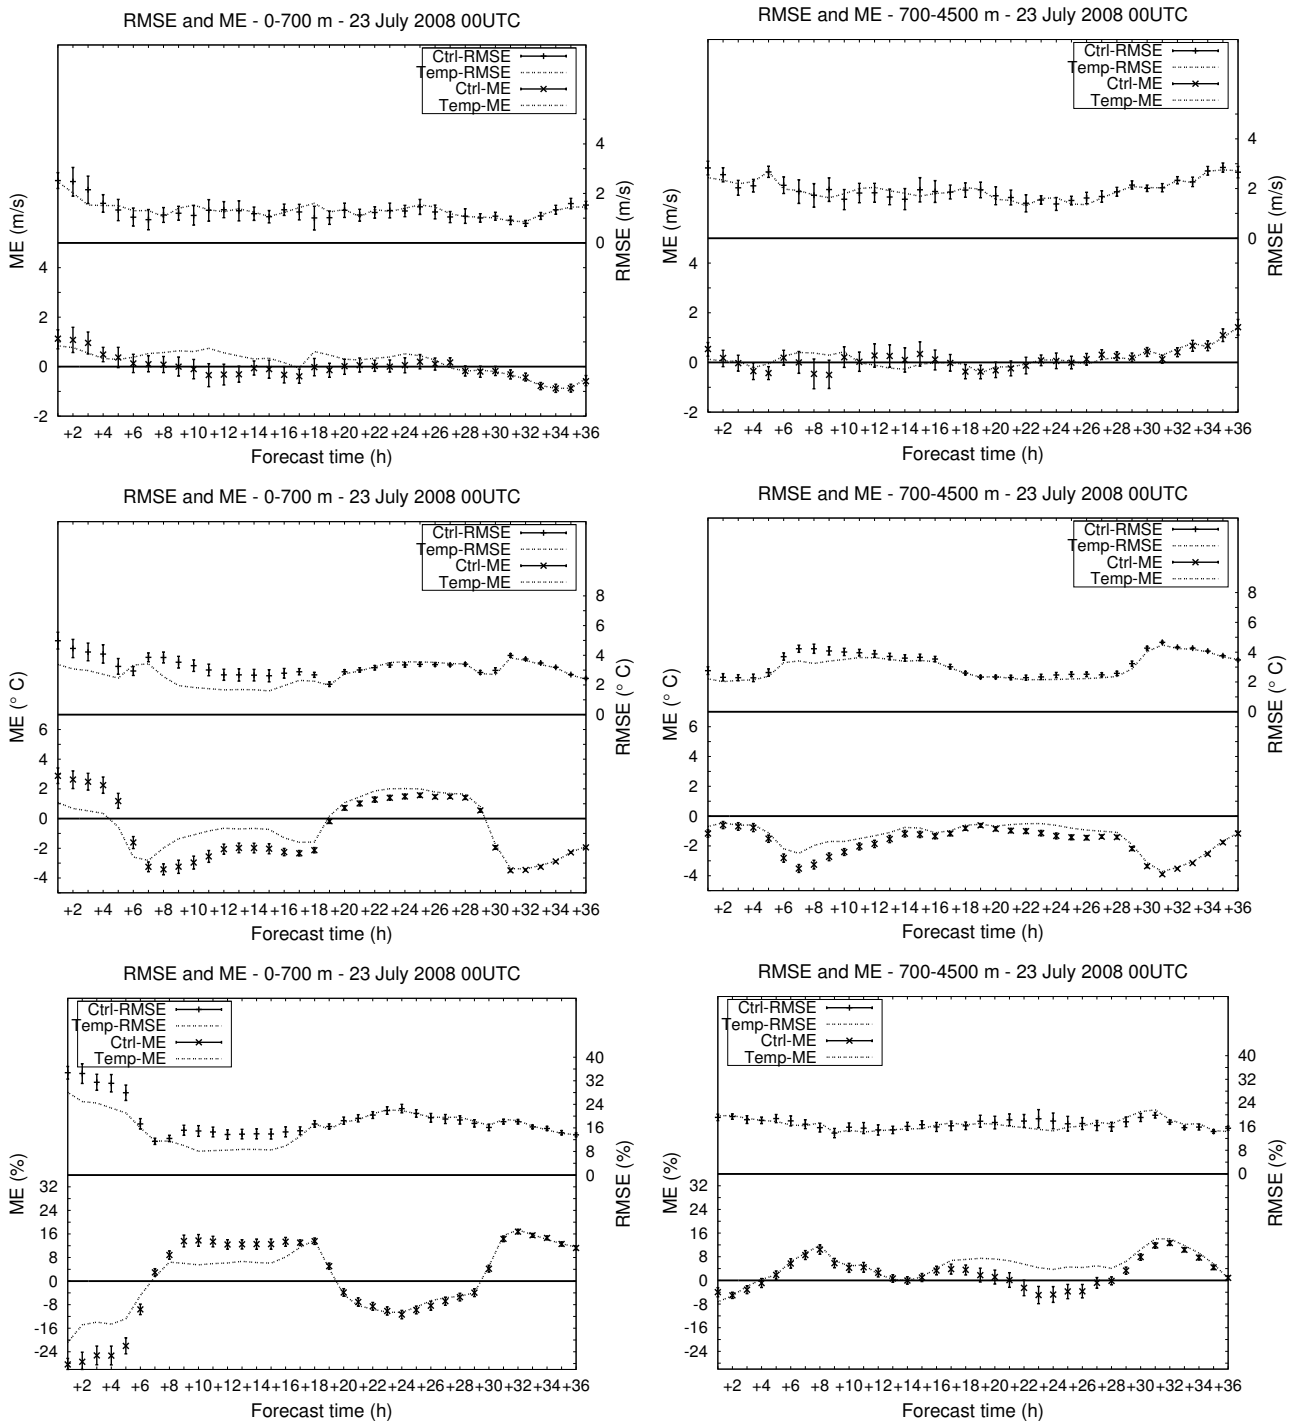 RMSE and ME - 0-700 m - 23 July 2008 00UTC
Ctrl-RMSE
Temp-RMSE
Ctrl-ME
Temp-ME
ME (m/s)
RMSE (m/s)
4
2
0
4
2
0
-2
+2 +4 +6 +8 +10 +12 +14 +16 +18 +20 +22 +24 +26 +28 +30 +32 +34 +36
Forecast time (h)
RMSE and ME - 700-4500 m - 23 July 2008 00UTC
Ctrl-RMSE
Temp-RMSE
Ctrl-ME
Temp-ME
ME (m/s)
RMSE (m/s)
4
2
0
4
2
0
-2
+2 +4 +6 +8 +10 +12 +14 +16 +18 +20 +22 +24 +26 +28 +30 +32 +34 +36
Forecast time (h)
RMSE and ME - 0-700 m - 23 July 2008 00UTC
Ctrl-RMSE
Temp-RMSE
Ctrl-ME
Temp-ME
ME (° C)
RMSE (° C)
8
6
4
2
0
6
4
2
0
-2
-4
+2 +4 +6 +8 +10 +12 +14 +16 +18 +20 +22 +24 +26 +28 +30 +32 +34 +36
Forecast time (h)
RMSE and ME - 700-4500 m - 23 July 2008 00UTC
Ctrl-RMSE
Temp-RMSE
Ctrl-ME
Temp-ME
ME (° C)
RMSE (° C)
8
6
4
2
0
6
4
2
0
-2
-4
+2 +4 +6 +8 +10 +12 +14 +16 +18 +20 +22 +24 +26 +28 +30 +32 +34 +36
Forecast time (h)
RMSE and ME - 0-700 m - 23 July 2008 00UTC
Ctrl-RMSE
Temp-RMSE
Ctrl-ME
Temp-ME
ME (%)
RMSE (%)
40
32
24
16
8
0
32
24
16
8
0
-8
-16
-24
+2 +4 +6 +8 +10 +12 +14 +16 +18 +20 +22 +24 +26 +28 +30 +32 +34 +36
Forecast time (h)
RMSE and ME - 700-4500 m - 23 July 2008 00UTC
Ctrl-RMSE
Temp-RMSE
Ctrl-ME
Temp-ME
ME (%)
RMSE (%)
40
32
24
16
8
0
32
24
16
8
0
-8
-16
-24
+2 +4 +6 +8 +10 +12 +14 +16 +18 +20 +22 +24 +26 +28 +30 +32 +34 +36
Forecast time (h)